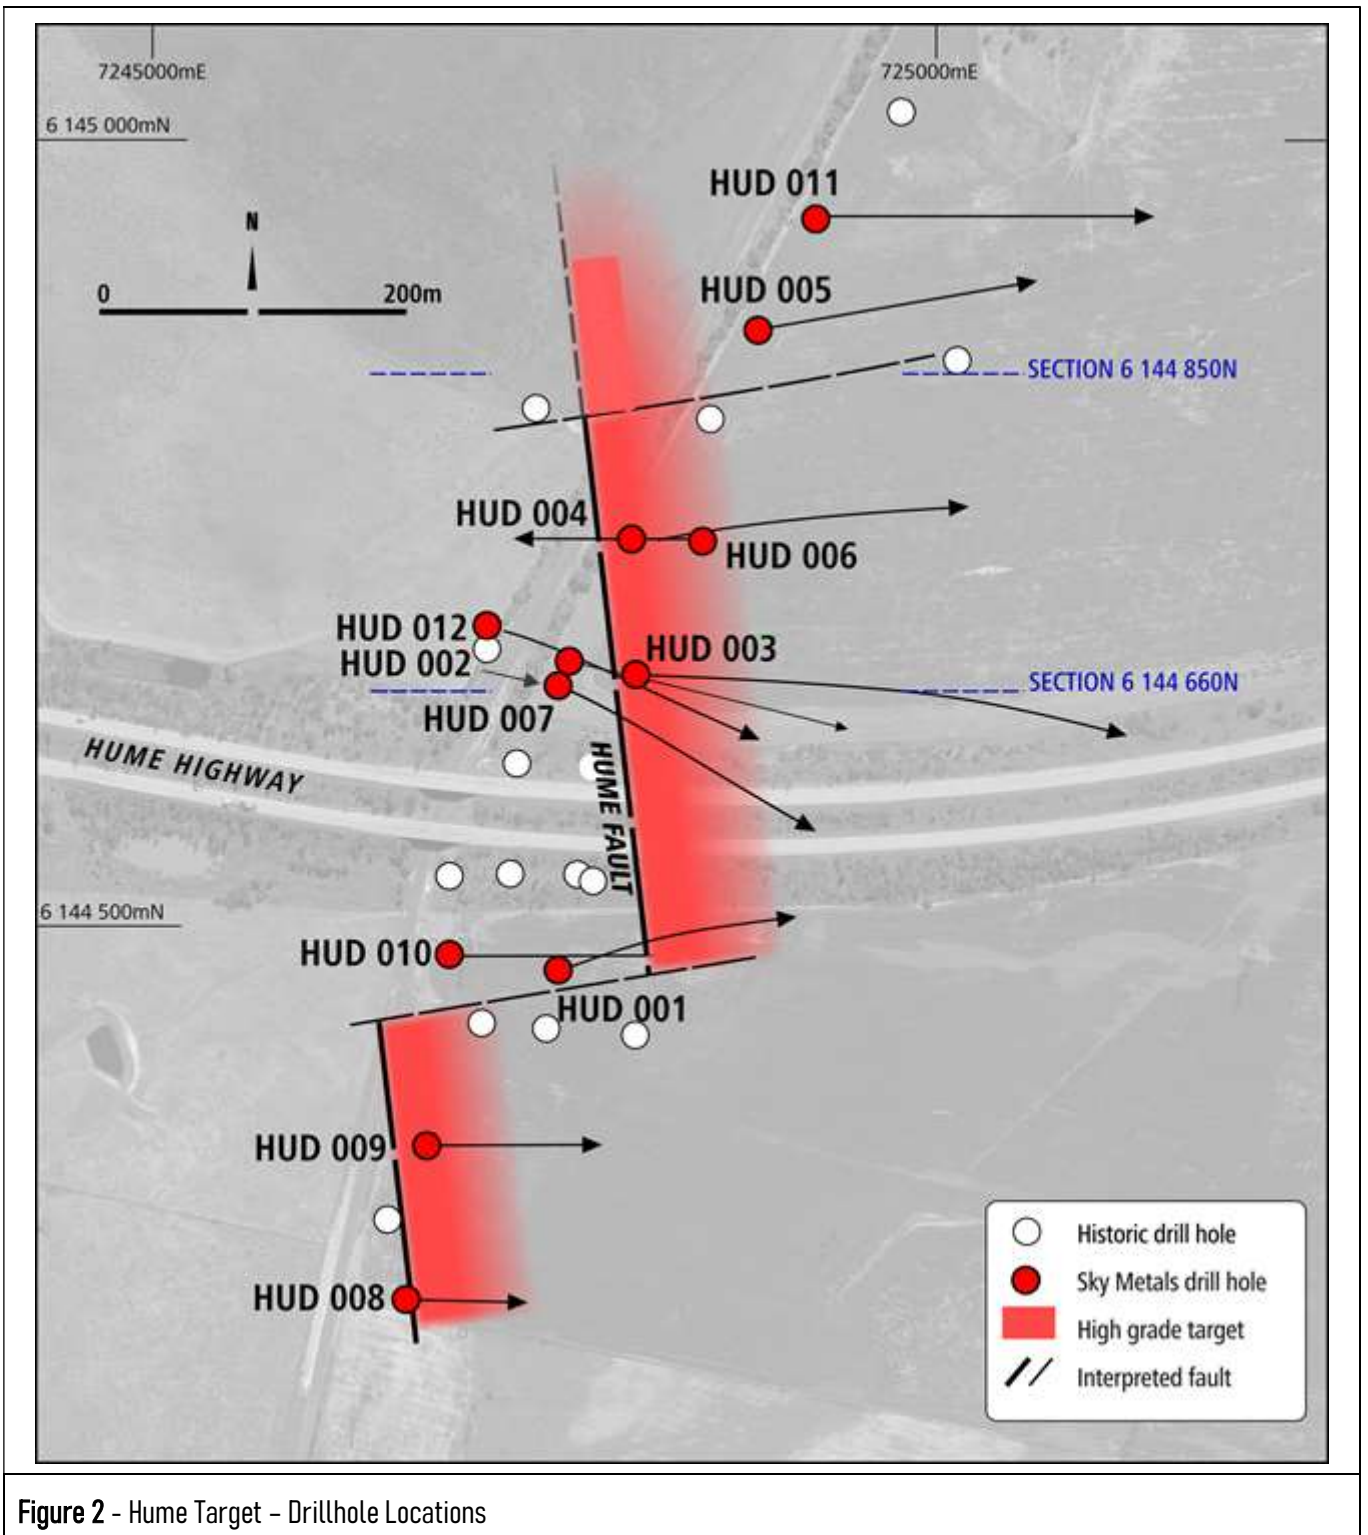 7245000mE
725000mE
6 145 000mN
HUD 011
N
0
200m
HUD 005
SECTION 6 144 850N
HUD 004
HUD 006
HUD 012
HUD 002
HUD 003
SECTION 6 144 660N
HUD 007
HUME HIGHWAY
HUME FAULT
6 144 500mN
HUD 010
HUD 001
HUD 009
HUD 008
Historic drill hole
Sky Metals drill hole
High grade target
Interpreted fault
Figure 2 - Hume Target – Drillhole Locations